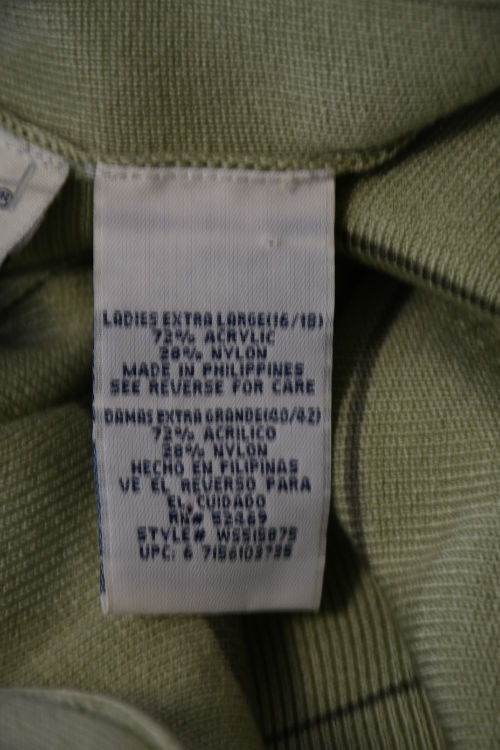 LADIES EXTRA LARGE(16/18)
72% ACRYLIC
28% NYLON
MADE IN PHILIPPINES
SEE REVERSE FOR CARE
DAMAS EXTRA GRANDE(40/42)
72% ACRILICO
28% NYLON
HECHO EN FILIPINAS
VE EL REVERSO PARA
EL CUIDADO
RN# 52469
STYLE# WSS15875
UPC: 6